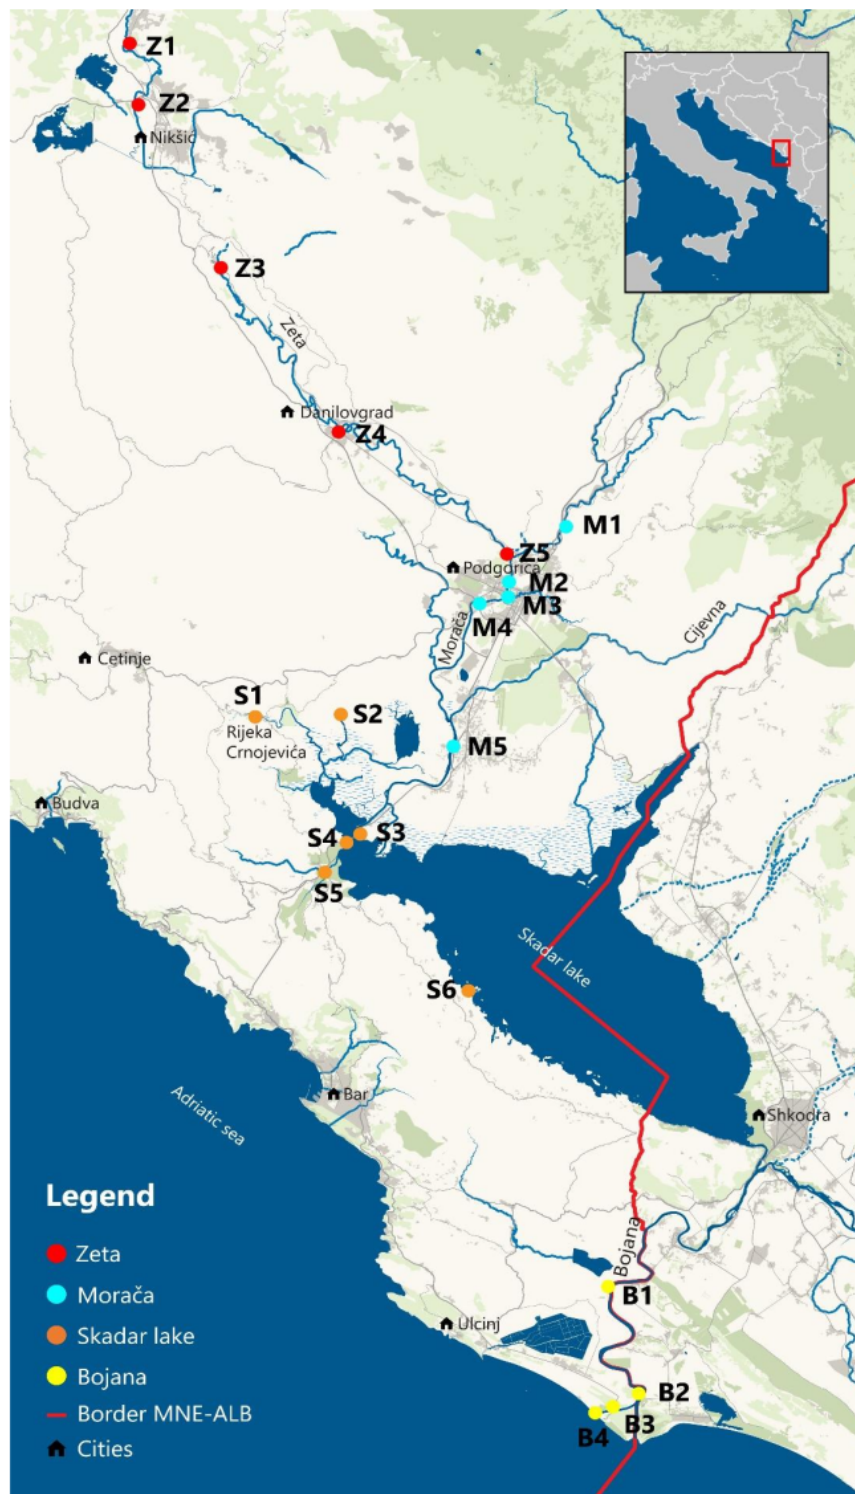 Z1
Z2
Nikšić
Z3
Zeta
Danilovgrad
Z4
M1
Z5
Podgorica
M2
M3
M4
Morača
Cijevna
Cetinje
S1
S2
Rijeka
Crnojevića
M5
Budva
S3
S4
S5
Skadar lake
S6
Bar
Adriatic sea
Shkodra
Legend
Zeta
Morača
Skadar lake
Bojana
Border MNE-ALB
Cities
Bojana
B1
Ulcinj
B2
B3
B4